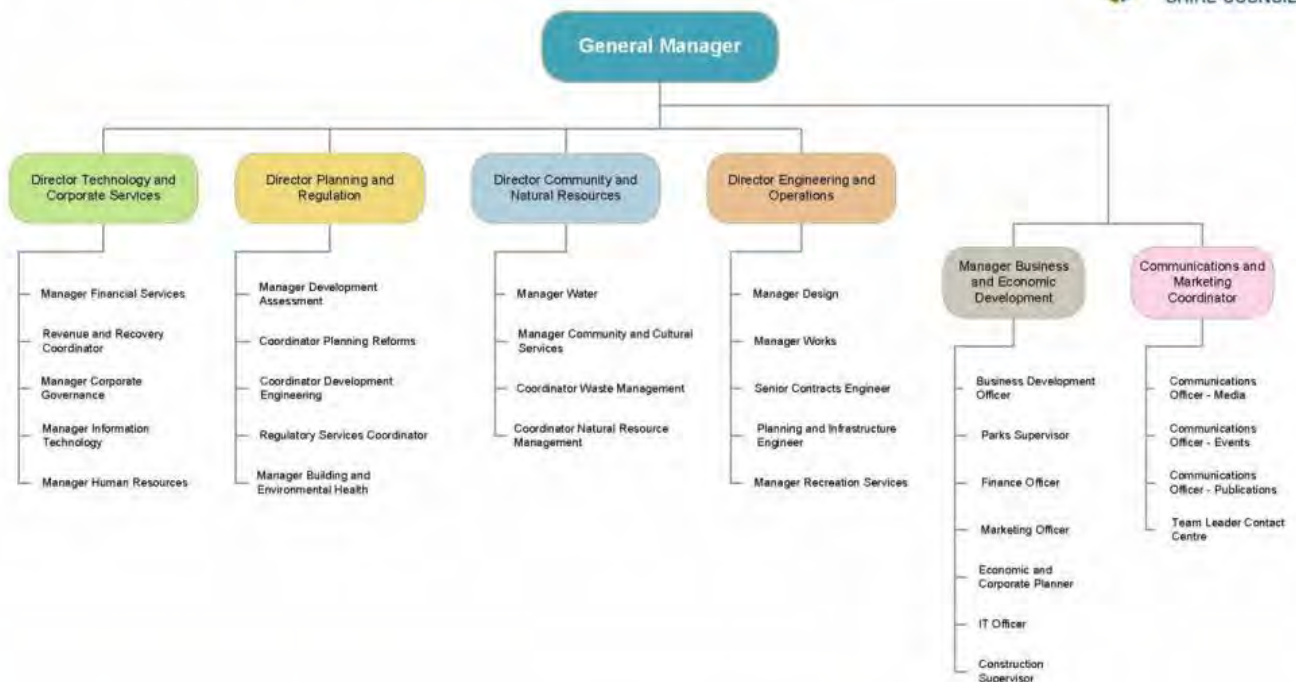 SHIRE COUNCIL
General Manager
Director Technology and
Corporate Services
Manager Financial Services
Revenue and Recovery
Coordinator
Manager Corporate
Governance
Manager Information
Technology
Manager Human Resources
Director Planning and
Regulation
Manager Development
Assessment
Coordinator Planning Reforms
Coordinator Development
Engineering
Regulatory Services Coordinator
Manager Building and
Environmental Health
Director Community and
Natural Resources
Manager Water
Manager Community and Cultural
Services
Coordinator Waste Management
Coordinator Natural Resource
Management
Director Engineering and
Operations
Manager Design
Manager Works
Senior Contracts Engineer
Planning and Infrastructure
Engineer
Manager Recreation Services
Manager Business
and Economic
Development
Business Development
Officer
Parks Supervisor
Finance Officer
Marketing Officer
Economic and
Corporate Planner
IT Officer
Construction
Supervisor
Communications and
Marketing
Coordinator
Communications
Officer - Media
Communications
Officer - Events
Communications
Officer - Publications
Team Leader Contact
Centre